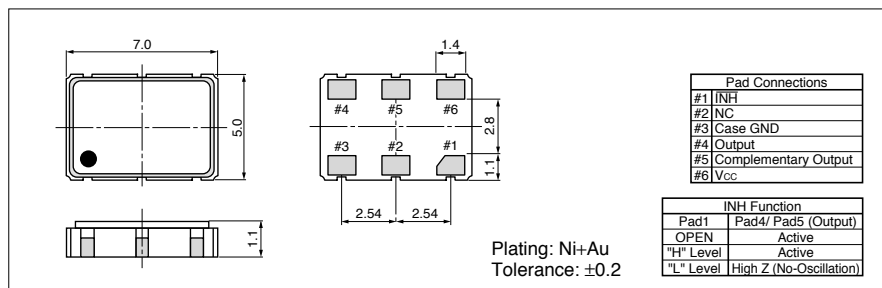 7.0
5.0
1.1
1.4
#4 #5 #6
#3 #2 #1
2.8
1.1
2.54 2.54
Plating: Ni+Au
Tolerance: ±0.2
Pad Connections
#1 INH
#2 NC
#3 Case GND
#4 Output
#5 Complementary Output
#6 Vcc
INH Function
Pad1 Pad4/ Pad5 (Output)
OPEN Active
"H" Level Active
"L" Level High Z (No-Oscillation)